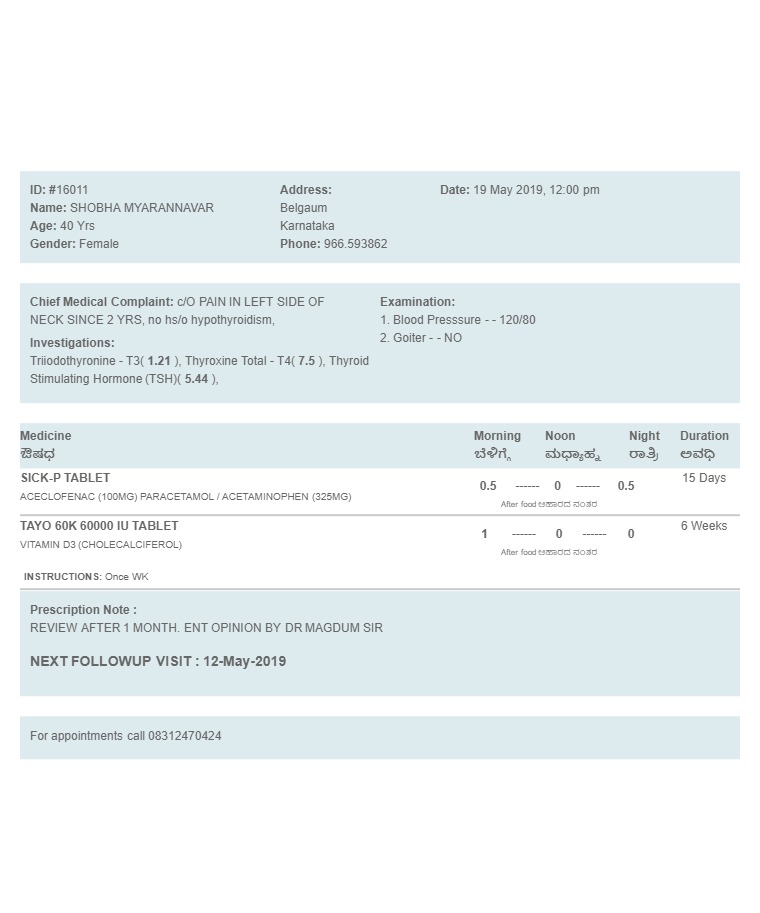 ID: #16011
Name: SHOBHA MYARANNAVAR
Age: 40 Yrs
Gender: Female
Address:
Belgaum
Karnataka
Phone: 966.593862
Date: 19 May 2019, 12:00 pm
Chief Medical Complaint: c/O PAIN IN LEFT SIDE OF
NECK SINCE 2 YRS, no hs/o hypothyroidism,
Investigations:
Triiodothyronine - T3( 1.21 ), Thyroxine Total - T4( 7.5 ), Thyroid
Stimulating Hormone (TSH)( 5.44 ),
Examination:
1. Blood Presssure - - 120/80
2. Goiter - - NO
Medicine Morning Noon Night Duration
ಔಷಧ ಬೆಳಿಗ್ಗೆ ಮಧ್ಯಾಹ್ನ ರಾತ್ರಿ ಅವಧಿ
SICK-P TABLET 15 Days
0.5 ------ 0 ------ 0.5
ACECLOFENAC (100MG) PARACETAMOL / ACETAMINOPHEN (325MG)
After food ಆಹಾರದ ನಂತರ
TAYO 60K 60000 IU TABLET 6 Weeks
1 ------ 0 ------ 0
VITAMIN D3 (CHOLECALCIFEROL)
After food ಆಹಾರದ ನಂತರ
INSTRUCTIONS: Once WK
Prescription Note :
REVIEW AFTER 1 MONTH. ENT OPINION BY DR MAGDUM SIR
NEXT FOLLOWUP VISIT : 12-May-2019
For appointments call 08312470424